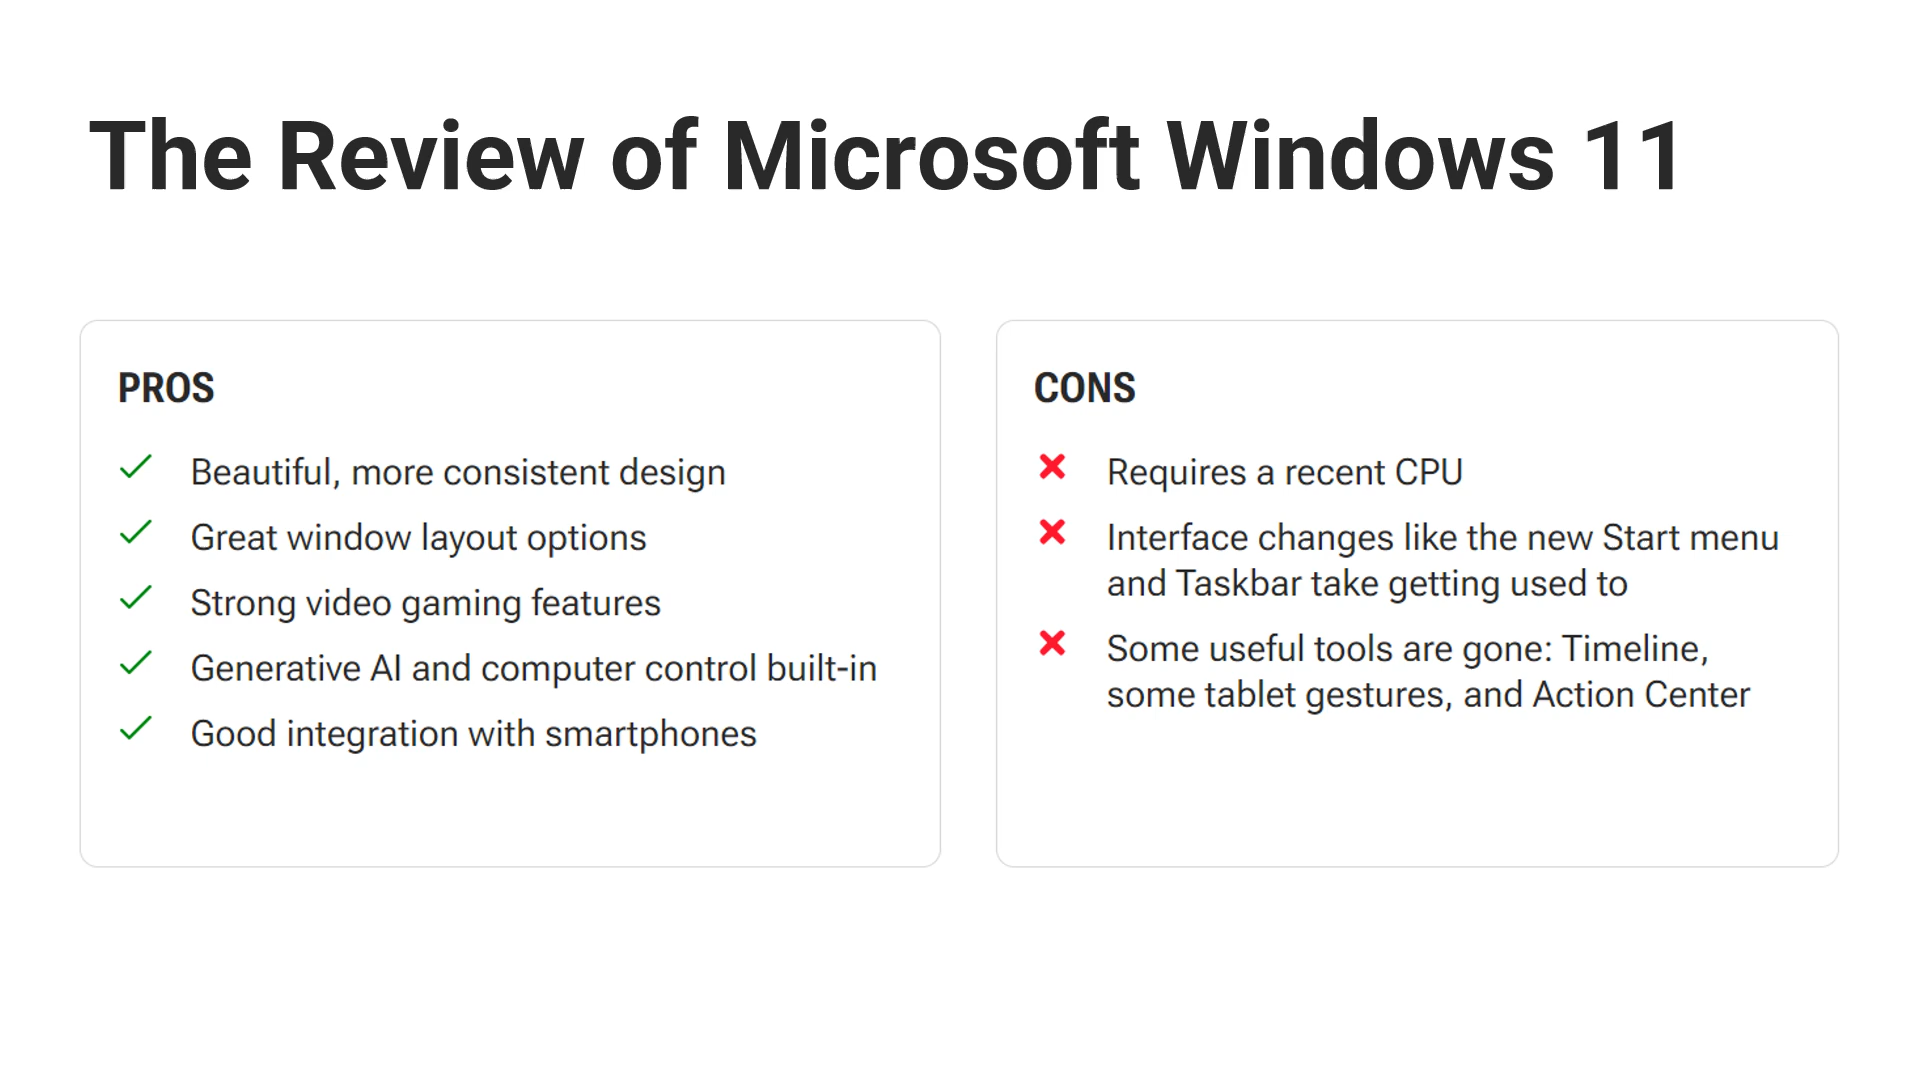 The Review of Microsoft Windows 11
PROS
Beautiful, more consistent design
Great window layout options
Strong video gaming features
Generative AI and computer control built-in
Good integration with smartphones
CONS
Requires a recent CPU
Interface changes like the new Start menu
and Taskbar take getting used to
Some useful tools are gone: Timeline,
some tablet gestures, and Action Center